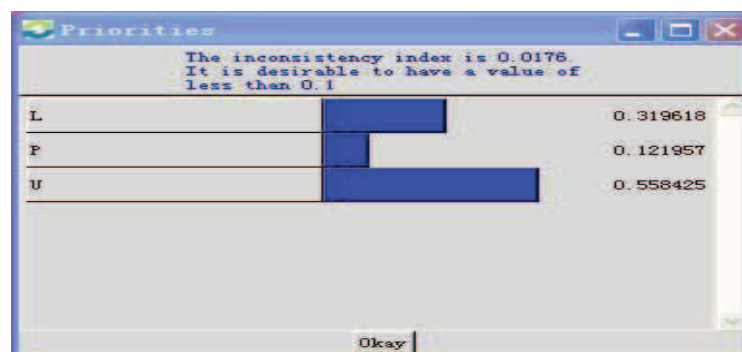 Priorities
The inconsistency index is 0.0176.
It is desirable to have a value of
less than 0.1
L 0.319618
P 0.121957
U 0.558425
Okay